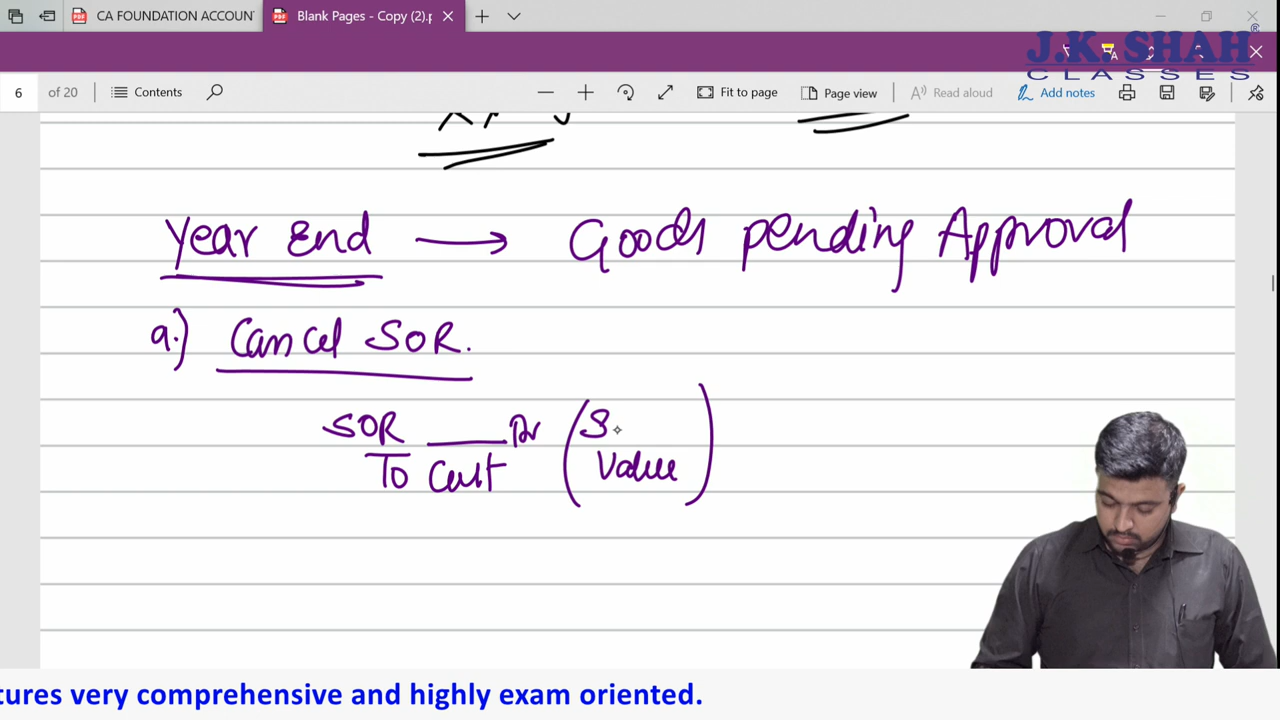 CA FOUNDATION ACCOUN
Blank Pages - Copy (2).p
J.K. SHAH®
CLASSES
6 of 20
Contents
Fit to page
Page view
Read aloud
Add notes
Year End → Goods pending Approval
a.) Cancel SOR.
SOR ____ Dr (S
To Cust Value)
tures very comprehensive and highly exam oriented.